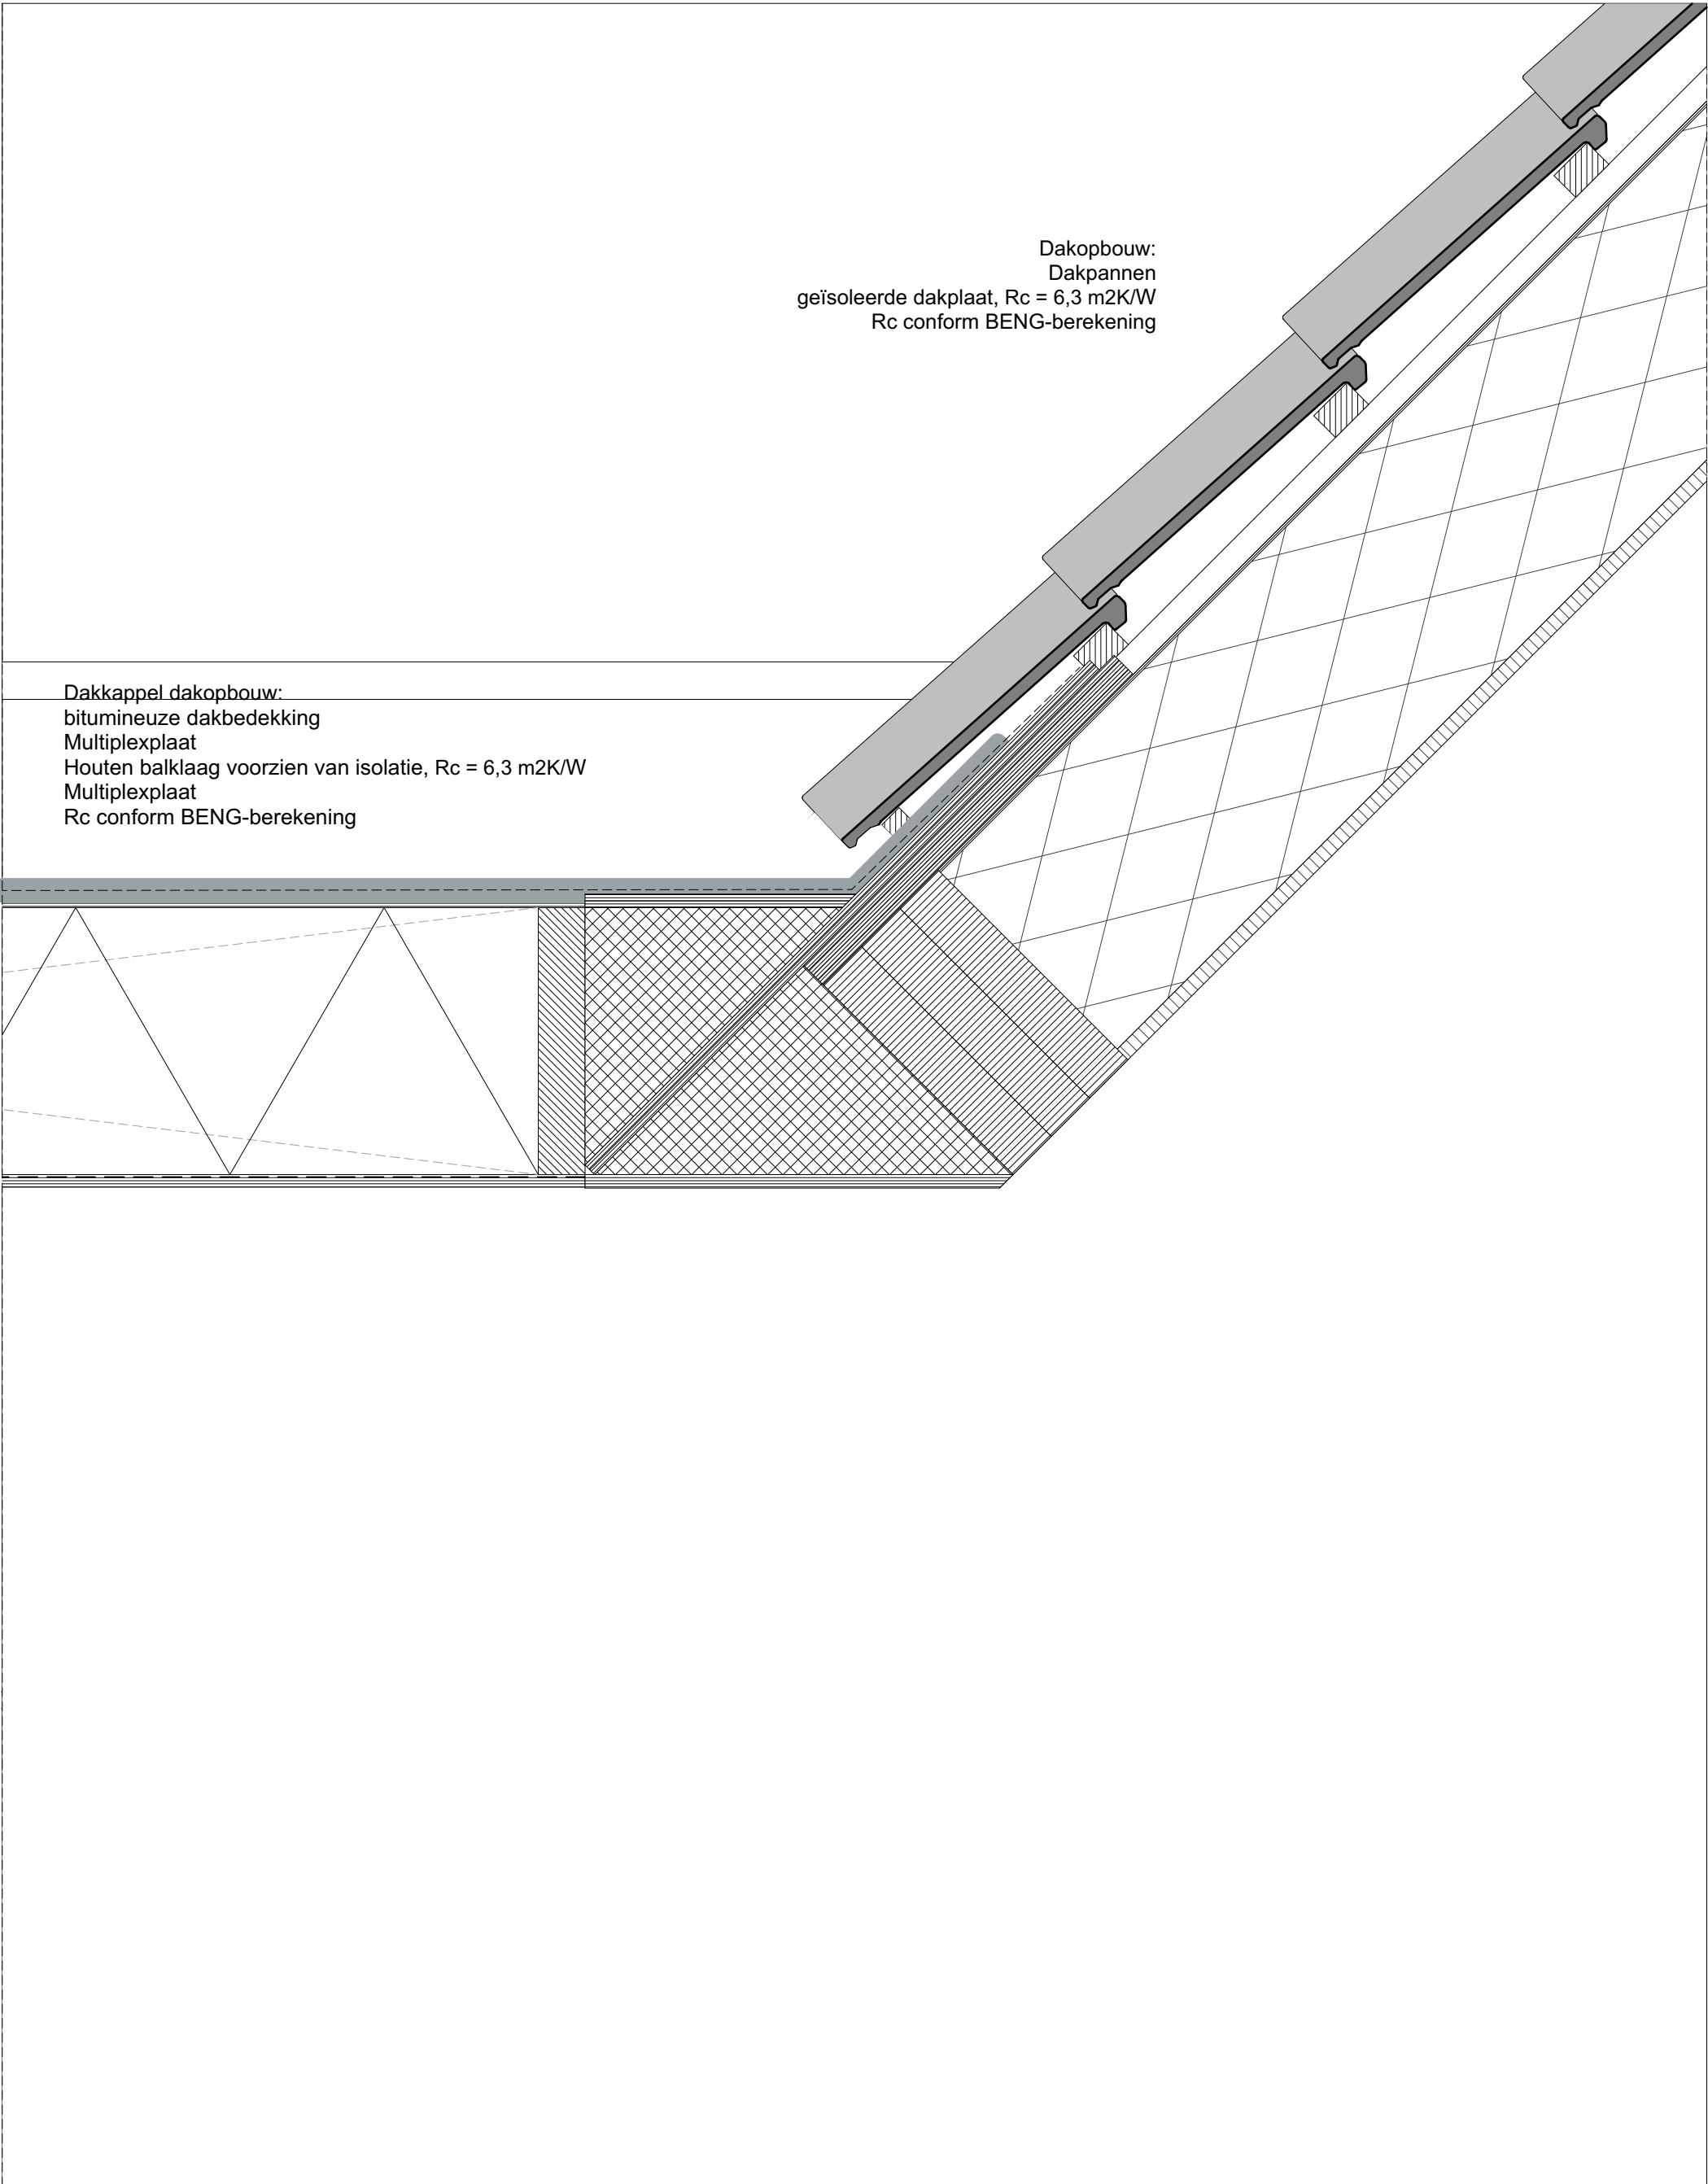 Dakopbouw:
Dakpannen
geïsoleerde dakplaat, Rc = 6,3 m2K/W
Rc conform BENG-berekening
Dakkappel dakopbouw:
bitumineuze dakbedekking
Multiplexplaat
Houten balklaag voorzien van isolatie, Rc = 6,3 m2K/W
Multiplexplaat
Rc conform BENG-berekening